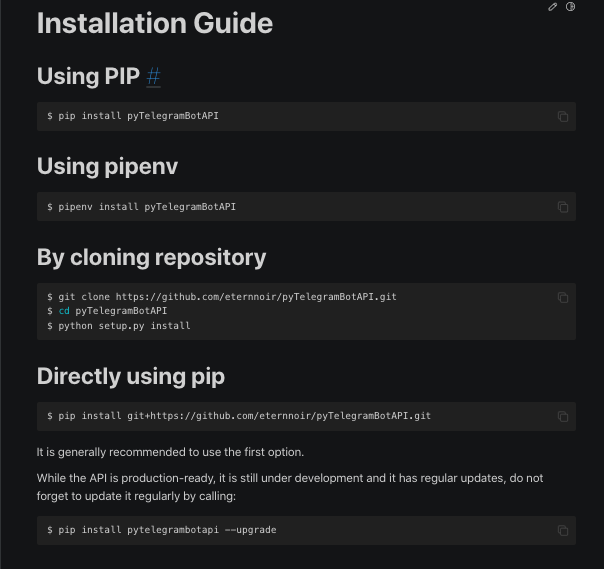 Installation Guide
Using PIP #
$ pip install pyTelegramBotAPI
Using pipenv
$ pipenv install pyTelegramBotAPI
By cloning repository
$ git clone https://github.com/eternnoir/pyTelegramBotAPI.git
$ cd pyTelegramBotAPI
$ python setup.py install
Directly using pip
$ pip install git+https://github.com/eternnoir/pyTelegramBotAPI.git
It is generally recommended to use the first option.
While the API is production-ready, it is still under development and it has regular updates, do not
forget to update it regularly by calling:
$ pip install pytelegrambotapi --upgrade